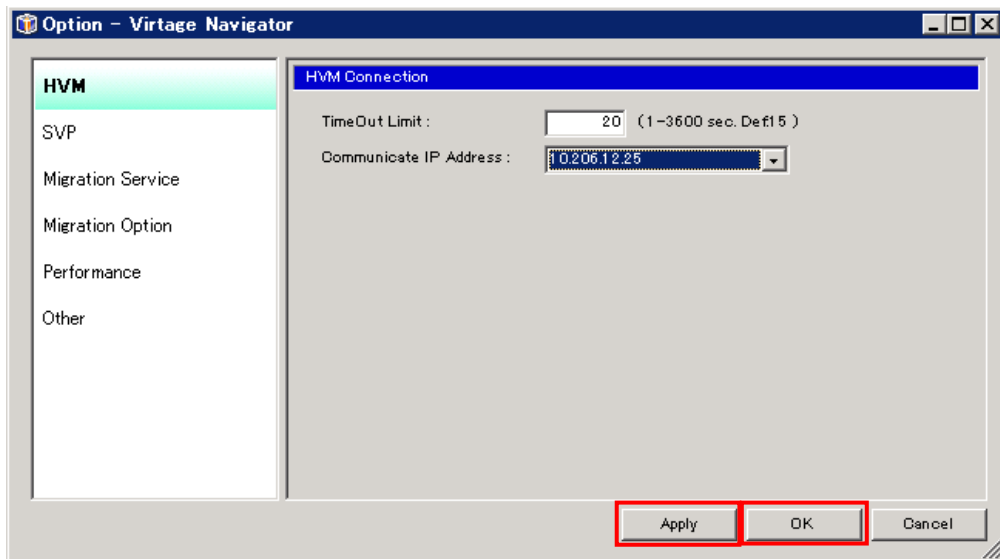 Option - Virtage Navigator
HVM
SVP
Migration Service
Migration Option
Performance
Other
HVM Connection
TimeOut Limit : 20 (1-3600 sec. Def.15 )
Communicate IP Address : 10.206.12.25
Apply OK Cancel